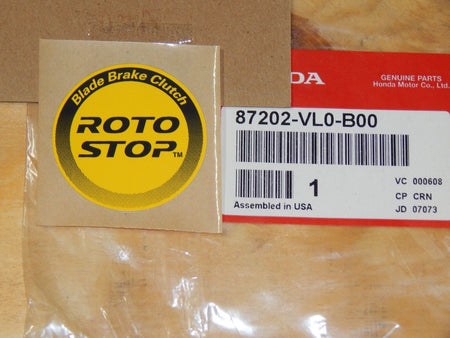 Blade Brake Clutch
ROTO
STOP™
GENUINE PARTS
Honda Motor Co., Ltd.
87202-VL0-B00
1
Assembled in USA
VC 000608
CP CRN
JD 07073